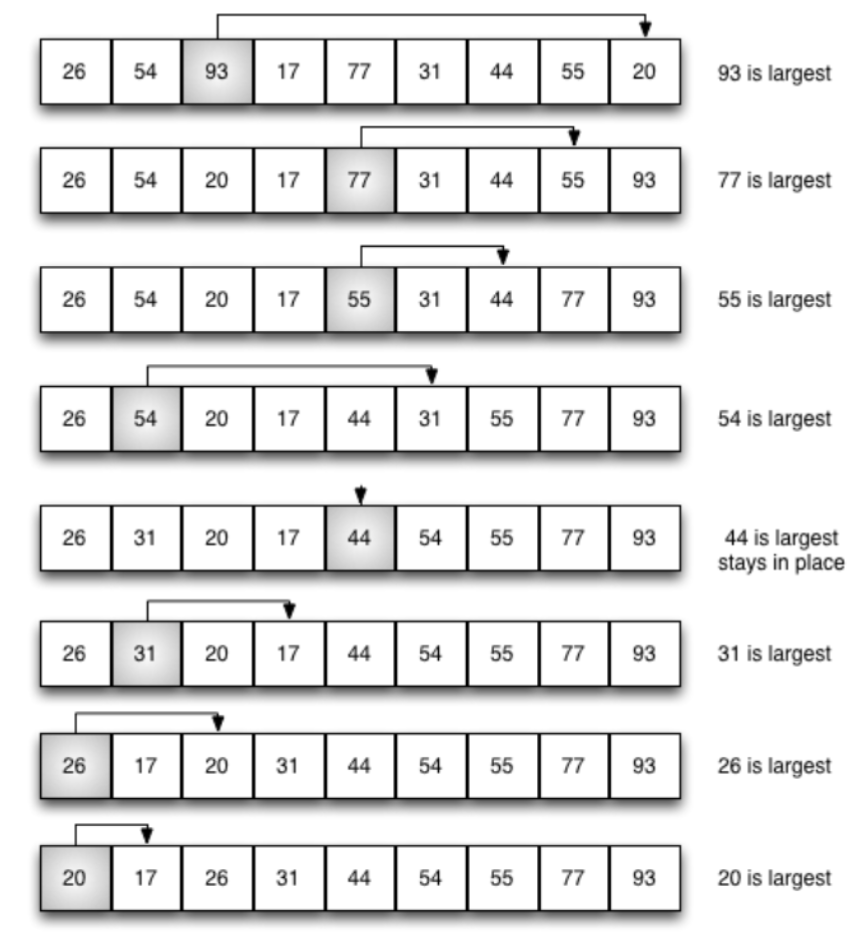 26 54 93 17 77 31 44 55 20 93 is largest
26 54 20 17 77 31 44 55 93 77 is largest
26 54 20 17 55 31 44 77 93 55 is largest
26 54 20 17 44 31 55 77 93 54 is largest
26 31 20 17 44 54 55 77 93 44 is largest
stays in place
26 31 20 17 44 54 55 77 93 31 is largest
26 17 20 31 44 54 55 77 93 26 is largest
20 17 26 31 44 54 55 77 93 20 is largest